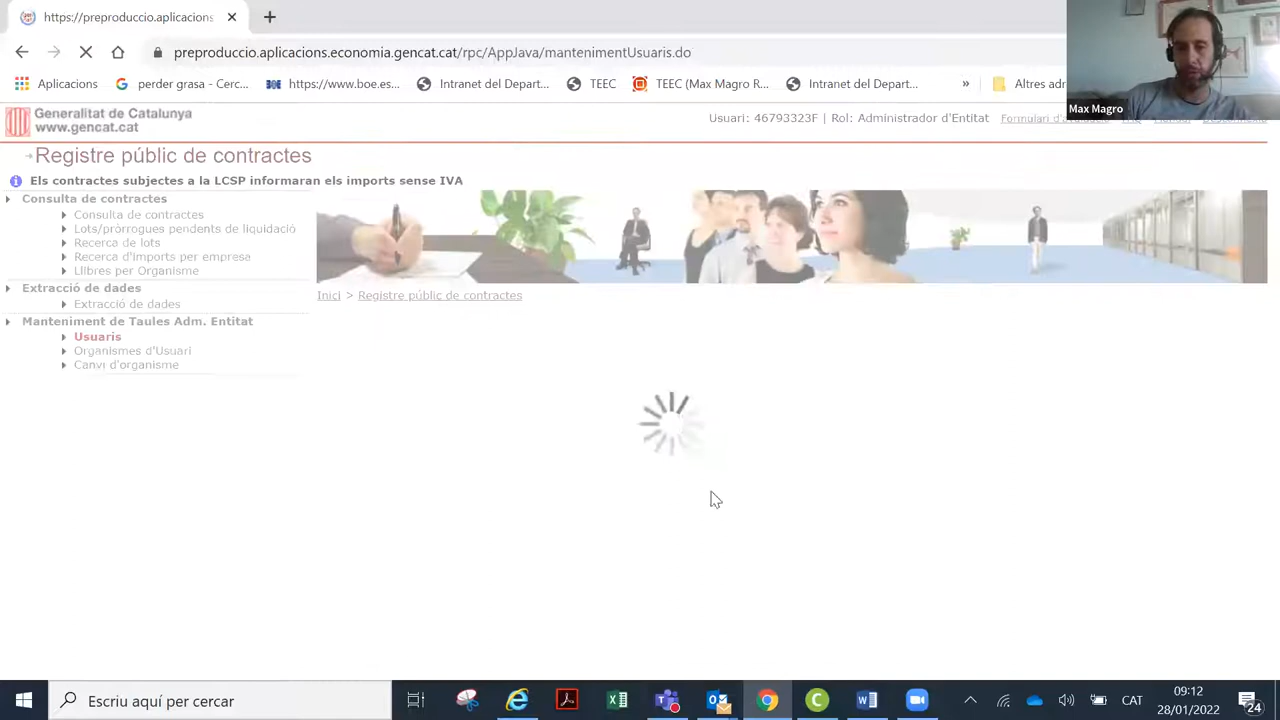 https://preproduccio.aplicacions
preproduccio.aplicacions.economia.gencat.cat/rpc/AppJava/mantenimentUsuaris.do
Aplicacions
perder grasa - Cerc...
https://www.boe.es...
Intranet del Depart...
TEEC
TEEC (Max Magro R...
Intranet del Depart...
»
Altres adr
Max Magro
Generalitat de Catalunya
www.gencat.cat
Usuari: 46793323F | Rol: Administrador d'Entitat
Formulari d'avaluació
FAQ
Manual
Desconnexió
Registre públic de contractes
Els contractes subjectes a la LCSP informaran els imports sense IVA
Consulta de contractes
Consulta de contractes
Lots/pròrrogues pendents de liquidació
Recerca de lots
Recerca d'imports per empresa
Llibres per Organisme
Extracció de dades
Extracció de dades
Manteniment de Taules Adm. Entitat
Usuaris
Organismes d'Usuari
Canvi d'organisme
Inici > Registre públic de contractes
Escriu aquí per cercar
CAT
09:12
28/01/2022
24